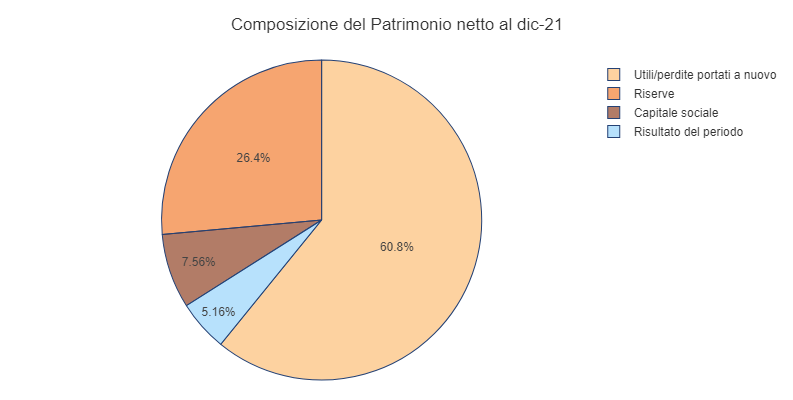 Composizione del Patrimonio netto al dic-21
Utili/perdite portati a nuovo
Riserve
Capitale sociale
Risultato del periodo
26.4%
60.8%
7.56%
5.16%